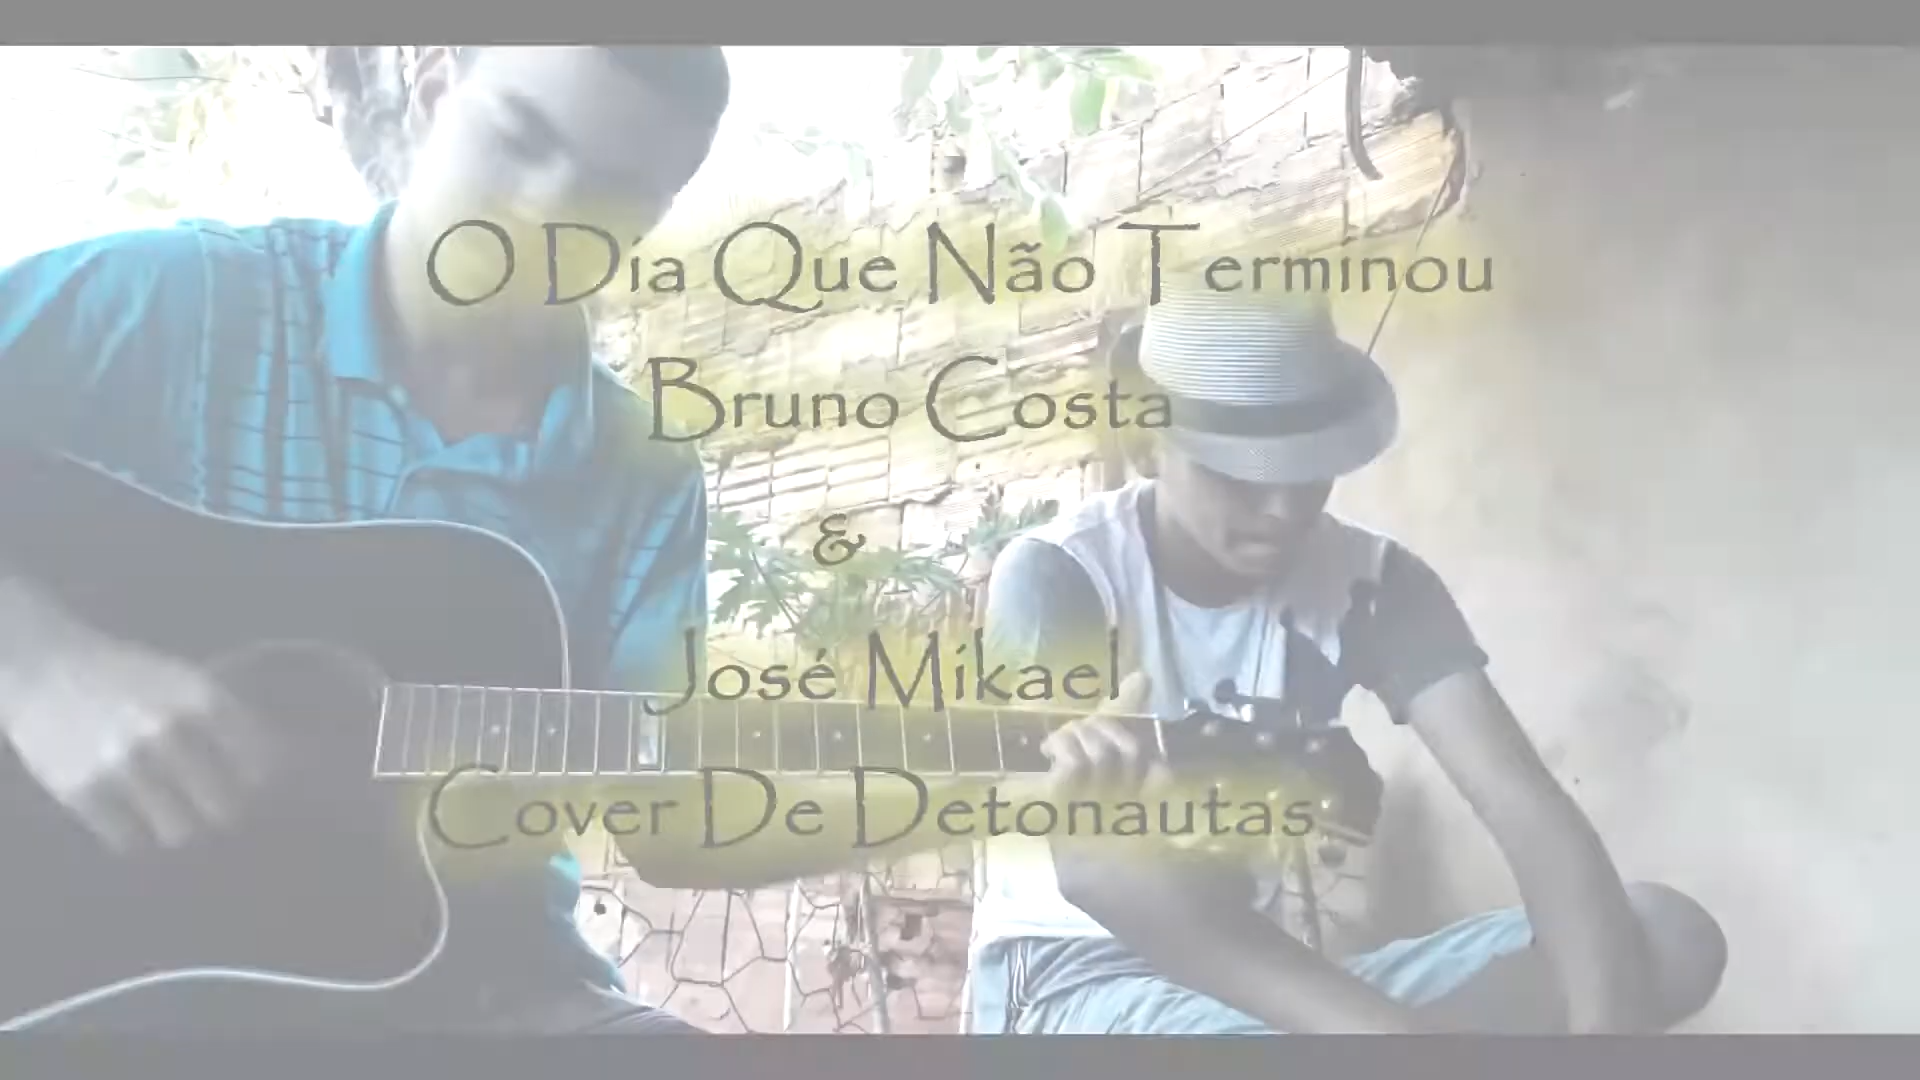 O Dia Que Não Terminou
Bruno Costa
&
José Mikael
Cover De Detonautas